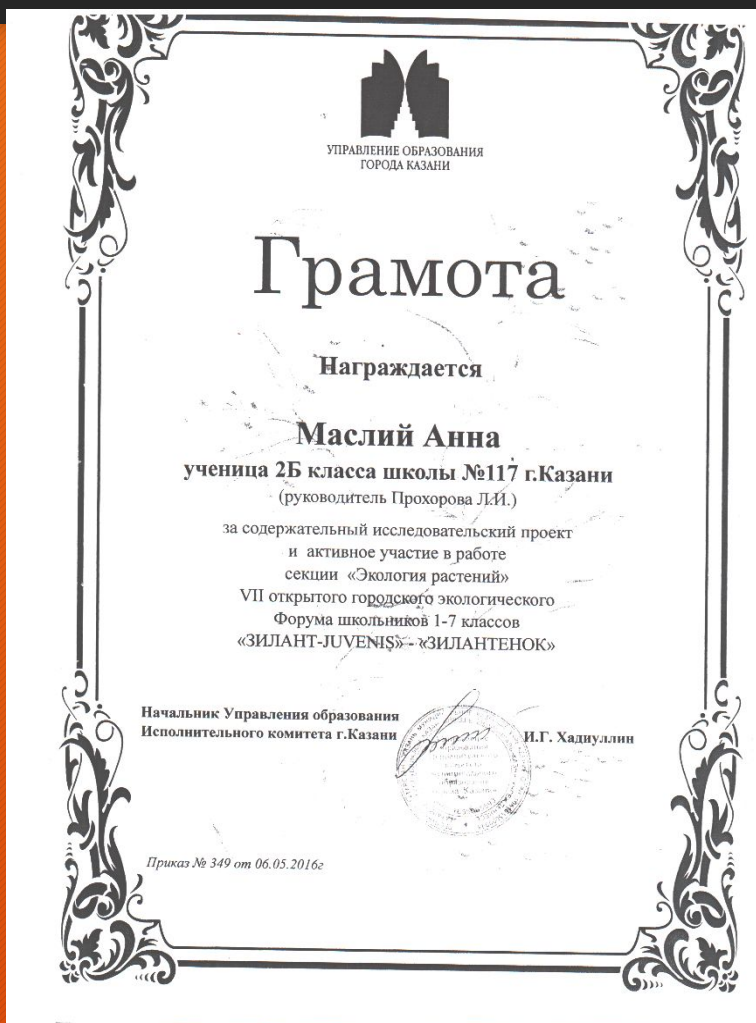 УПРАВЛЕНИЕ ОБРАЗОВАНИЯ
ГОРОДА КАЗАНИ
Грамота
Награждается
Маслий Анна
ученица 2Б класса школы №117 г.Казани
(руководитель Прохорова Л.И.)
за содержательный исследовательский проект
и активное участие в работе
секции «Экология растений»
VII открытого городского экологического
Форума школьников 1-7 классов
«ЗИЛАНТ-JUVENIS» - «ЗИЛАНТЕНОК»
Начальник Управления образования
Исполнительного комитета г.Казани И.Г. Хадиуллин
Приказ № 349 от 06.05.2016г